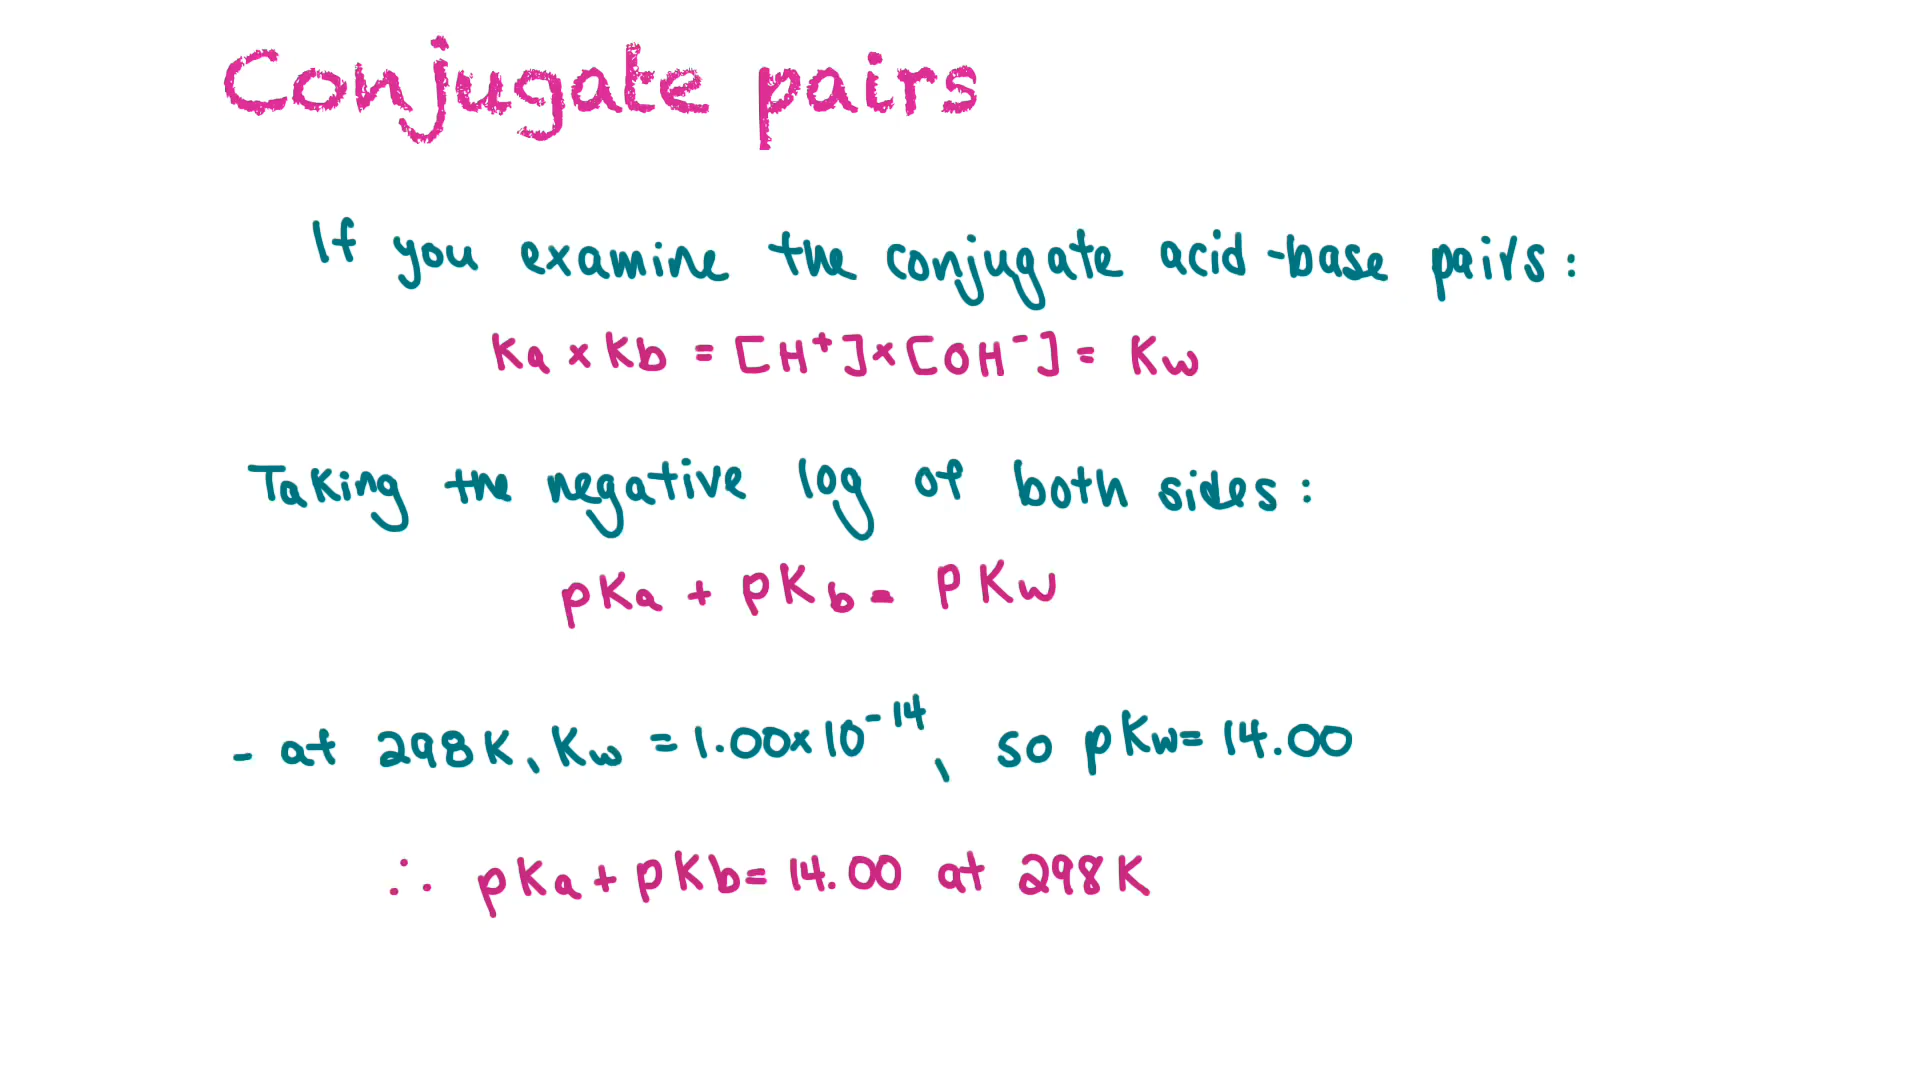 Conjugate pairs
If you examine the conjugate acid-base pairs:
Ka × Kb = [H⁺]×[OH⁻] = Kw
Taking the negative log of both sides:
pKa + pKb = pKw
- at 298K, Kw = 1.00×10⁻¹⁴, so pKw = 14.00
∴ pKa + pKb = 14.00 at 298K